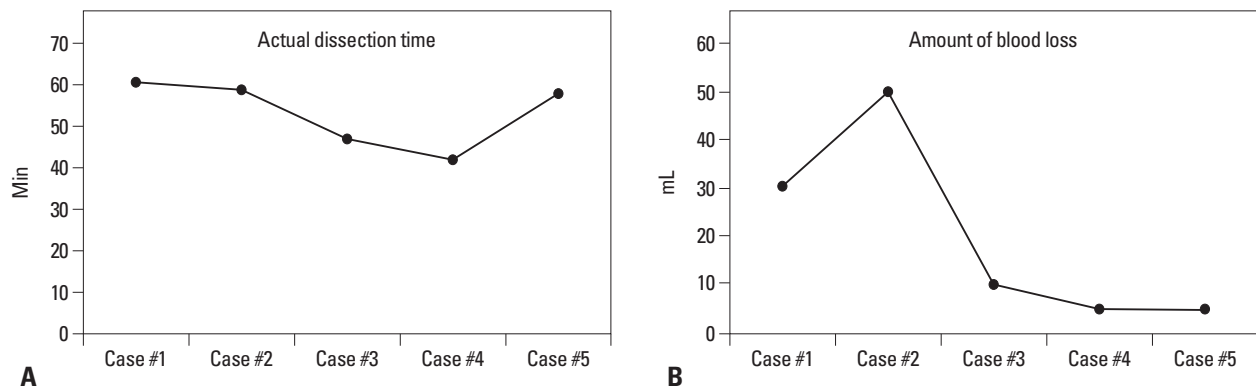 Actual dissection time
70
60
50
40
30
20
10
0
Min
Case #1 Case #2 Case #3 Case #4 Case #5
A
Amount of blood loss
60
50
40
30
20
10
0
mL
Case #1 Case #2 Case #3 Case #4 Case #5
B